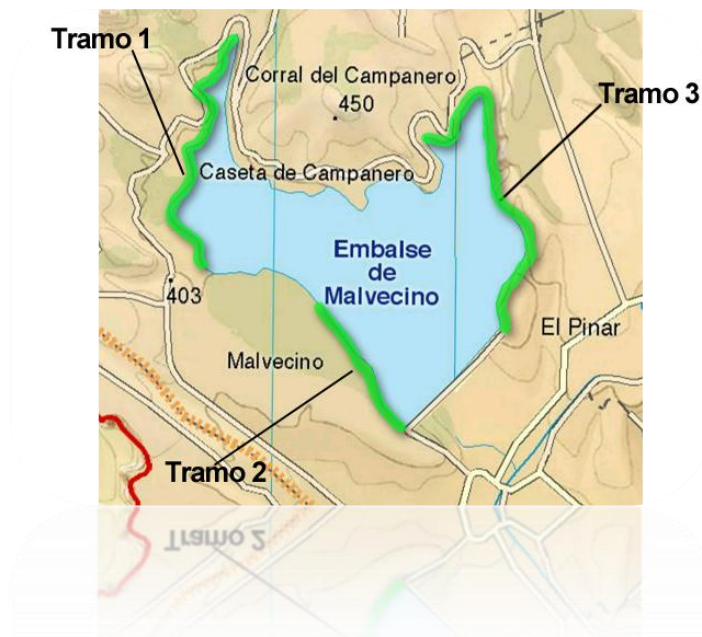 Tramo 1
Corral del Campanero
450
Tramo 3
Caseta de Campanero
Embalse
de
Malvecino
403
El Pinar
Malvecino
Tramo 2
Tramo 2